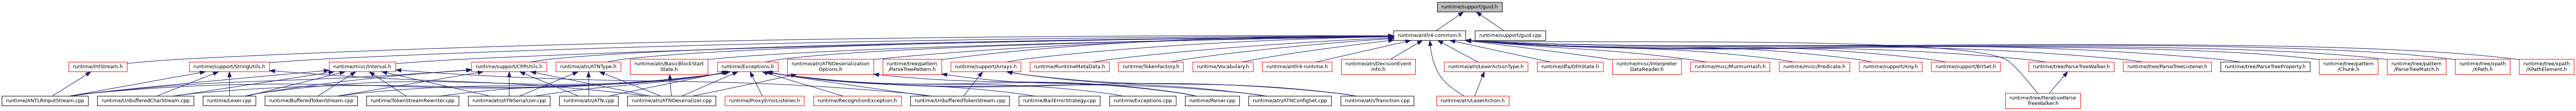 runtime/support/guid.h
runtime/antlr4-common.h
runtime/support/guid.cpp
runtime/IntStream.h
runtime/support/StringUtils.h
runtime/misc/Interval.h
runtime/support/CPPUtils.h
runtime/atn/ATNType.h
runtime/atn/BasicBlockStart
State.h
runtime/Exceptions.h
runtime/atn/ATNDeserialization
Options.h
runtime/tree/pattern
/ParseTreePattern.h
runtime/support/Arrays.h
runtime/RuntimeMetaData.h
runtime/TokenFactory.h
runtime/Vocabulary.h
runtime/antlr4-runtime.h
runtime/atn/DecisionEvent
Info.h
runtime/atn/LexerActionType.h
runtime/dfa/DFAState.h
runtime/misc/Interpreter
DataReader.h
runtime/misc/MurmurHash.h
runtime/misc/Predicate.h
runtime/support/Any.h
runtime/support/BitSet.h
runtime/tree/ParseTreeWalker.h
runtime/tree/ParseTreeListener.h
runtime/tree/ParseTreeProperty.h
runtime/tree/pattern
/Chunk.h
runtime/tree/pattern
/ParseTreeMatch.h
runtime/tree/xpath
/XPath.h
runtime/tree/xpath
/XPathElement.h
runtime/ANTLRInputStream.cpp
runtime/UnbufferedCharStream.cpp
runtime/Lexer.cpp
runtime/BufferedTokenStream.cpp
runtime/TokenStreamRewriter.cpp
runtime/atn/ATNSerializer.cpp
runtime/atn/ATN.cpp
runtime/atn/ATNDeserializer.cpp
runtime/ProxyErrorListener.h
runtime/RecognitionException.h
runtime/UnbufferedTokenStream.cpp
runtime/BailErrorStrategy.cpp
runtime/Exceptions.cpp
runtime/Parser.cpp
runtime/atn/ATNConfigSet.cpp
runtime/atn/Transition.cpp
runtime/atn/LexerAction.h
runtime/tree/IterativeParse
TreeWalker.h